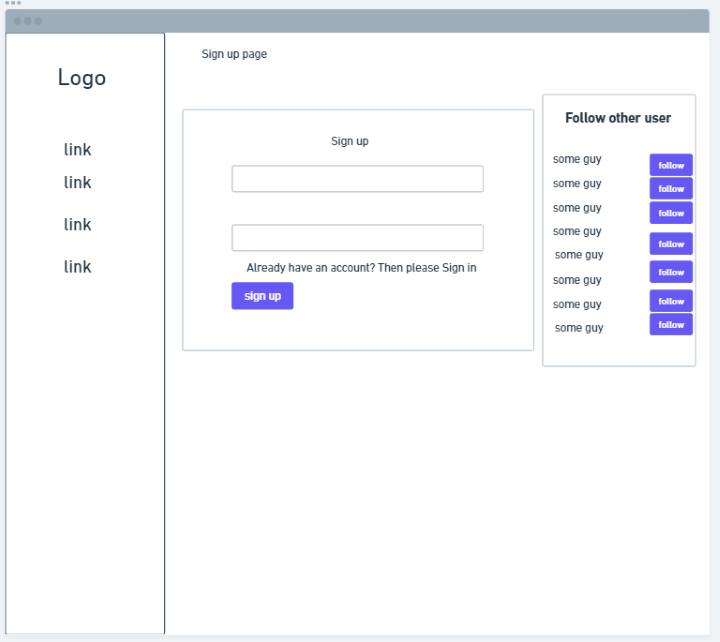 Sign up page
Logo
link
link
link
link
Sign up
Already have an account? Then please Sign in
sign up
Follow other user
some guy follow
some guy follow
some guy follow
some guy follow
some guy follow
some guy follow
some guy follow
some guy